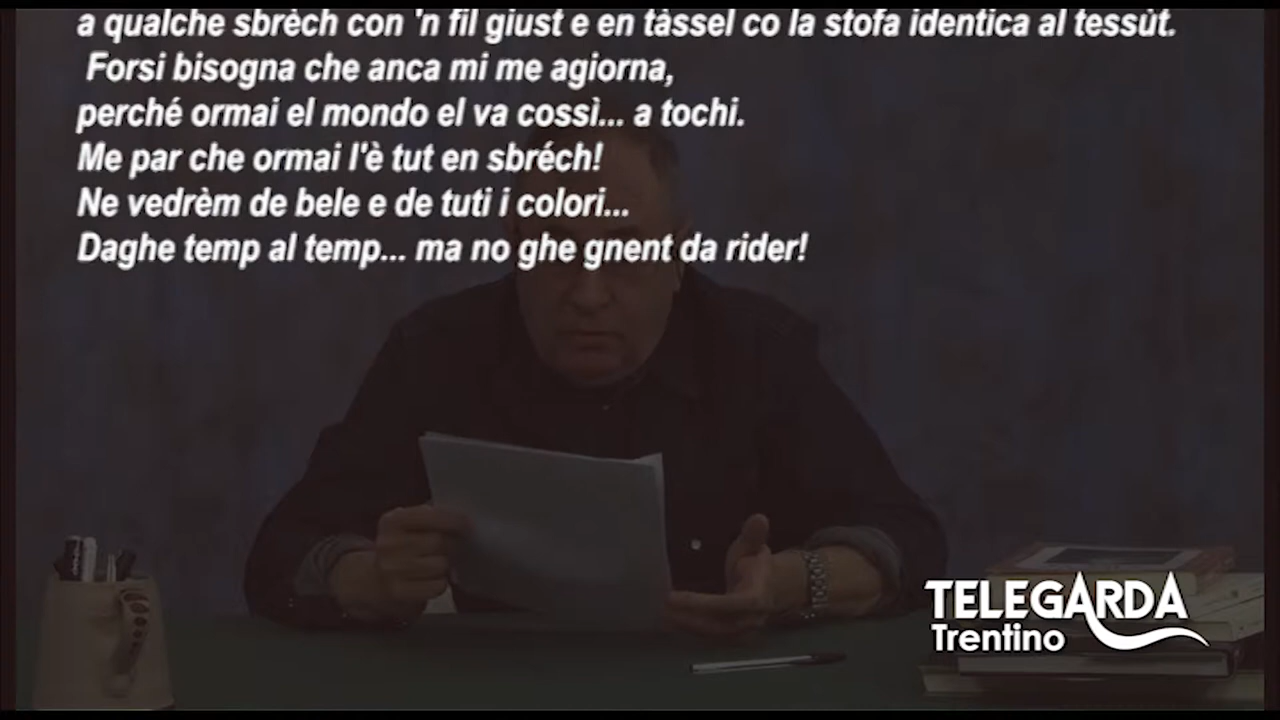 a qualche sbrèch con 'n fil giust e en tàssel co la stofa identica al tessùt.
Forsi bisogna che anca mi me agiorna,
perché ormai el mondo el va cossì... a tochi.
Me par che ormai l'è tut en sbréch!
Ne vedrèm de bele e de tuti i colori...
Daghe temp al temp... ma no ghe gnent da rider!
TELEGARDA
Trentino